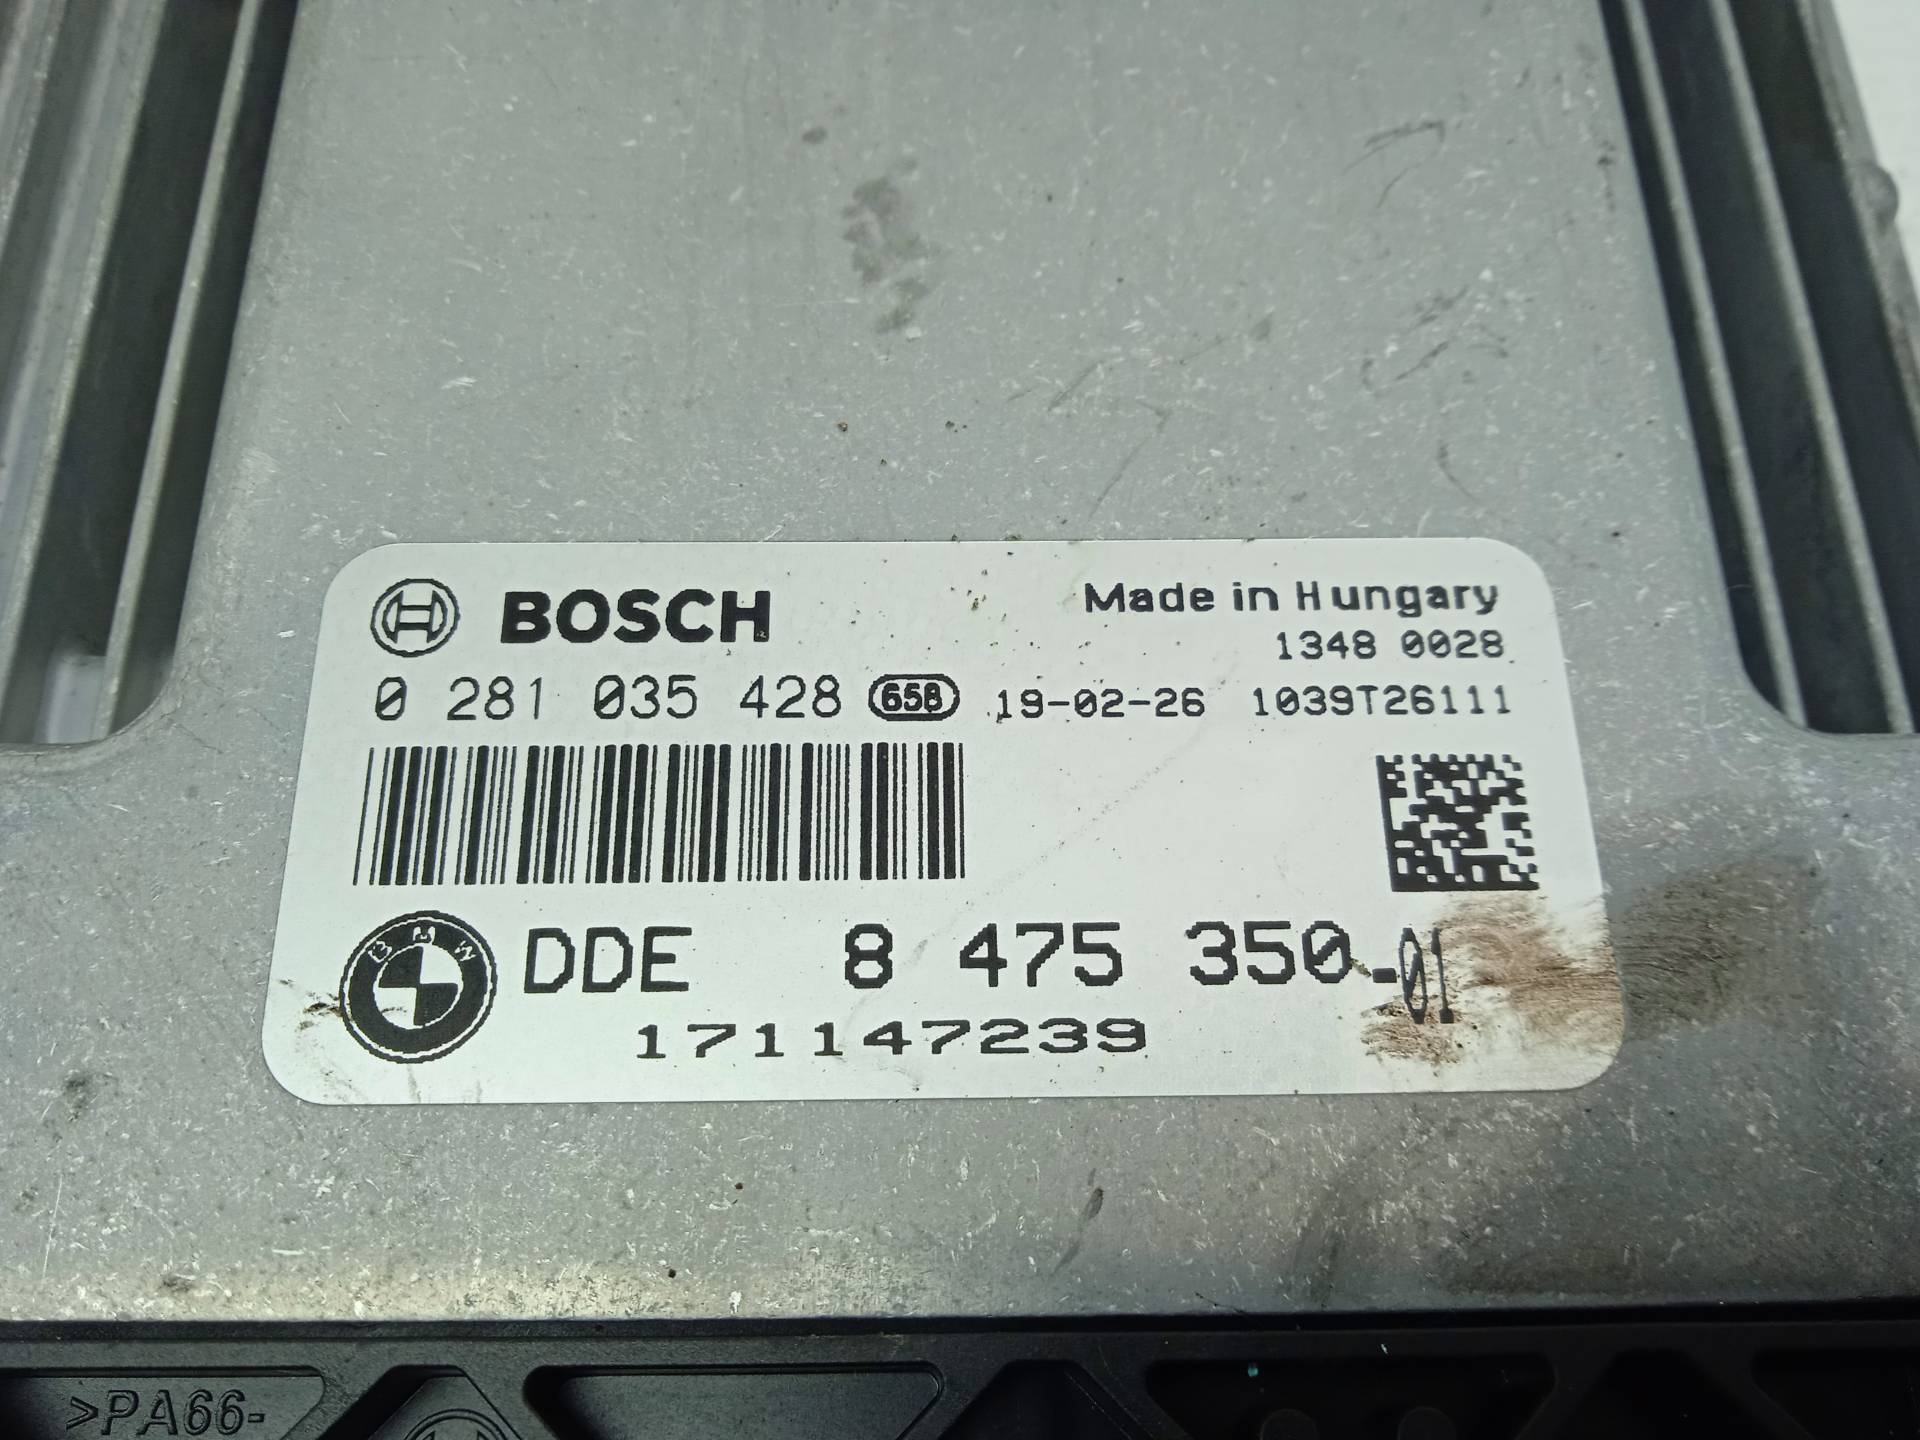 BOSCH
Made in Hungary
1348 0028
0 281 035 428 658 19-02-26 1039T26111
BMW DDE 8 475 350-01
171147239
>PA66-